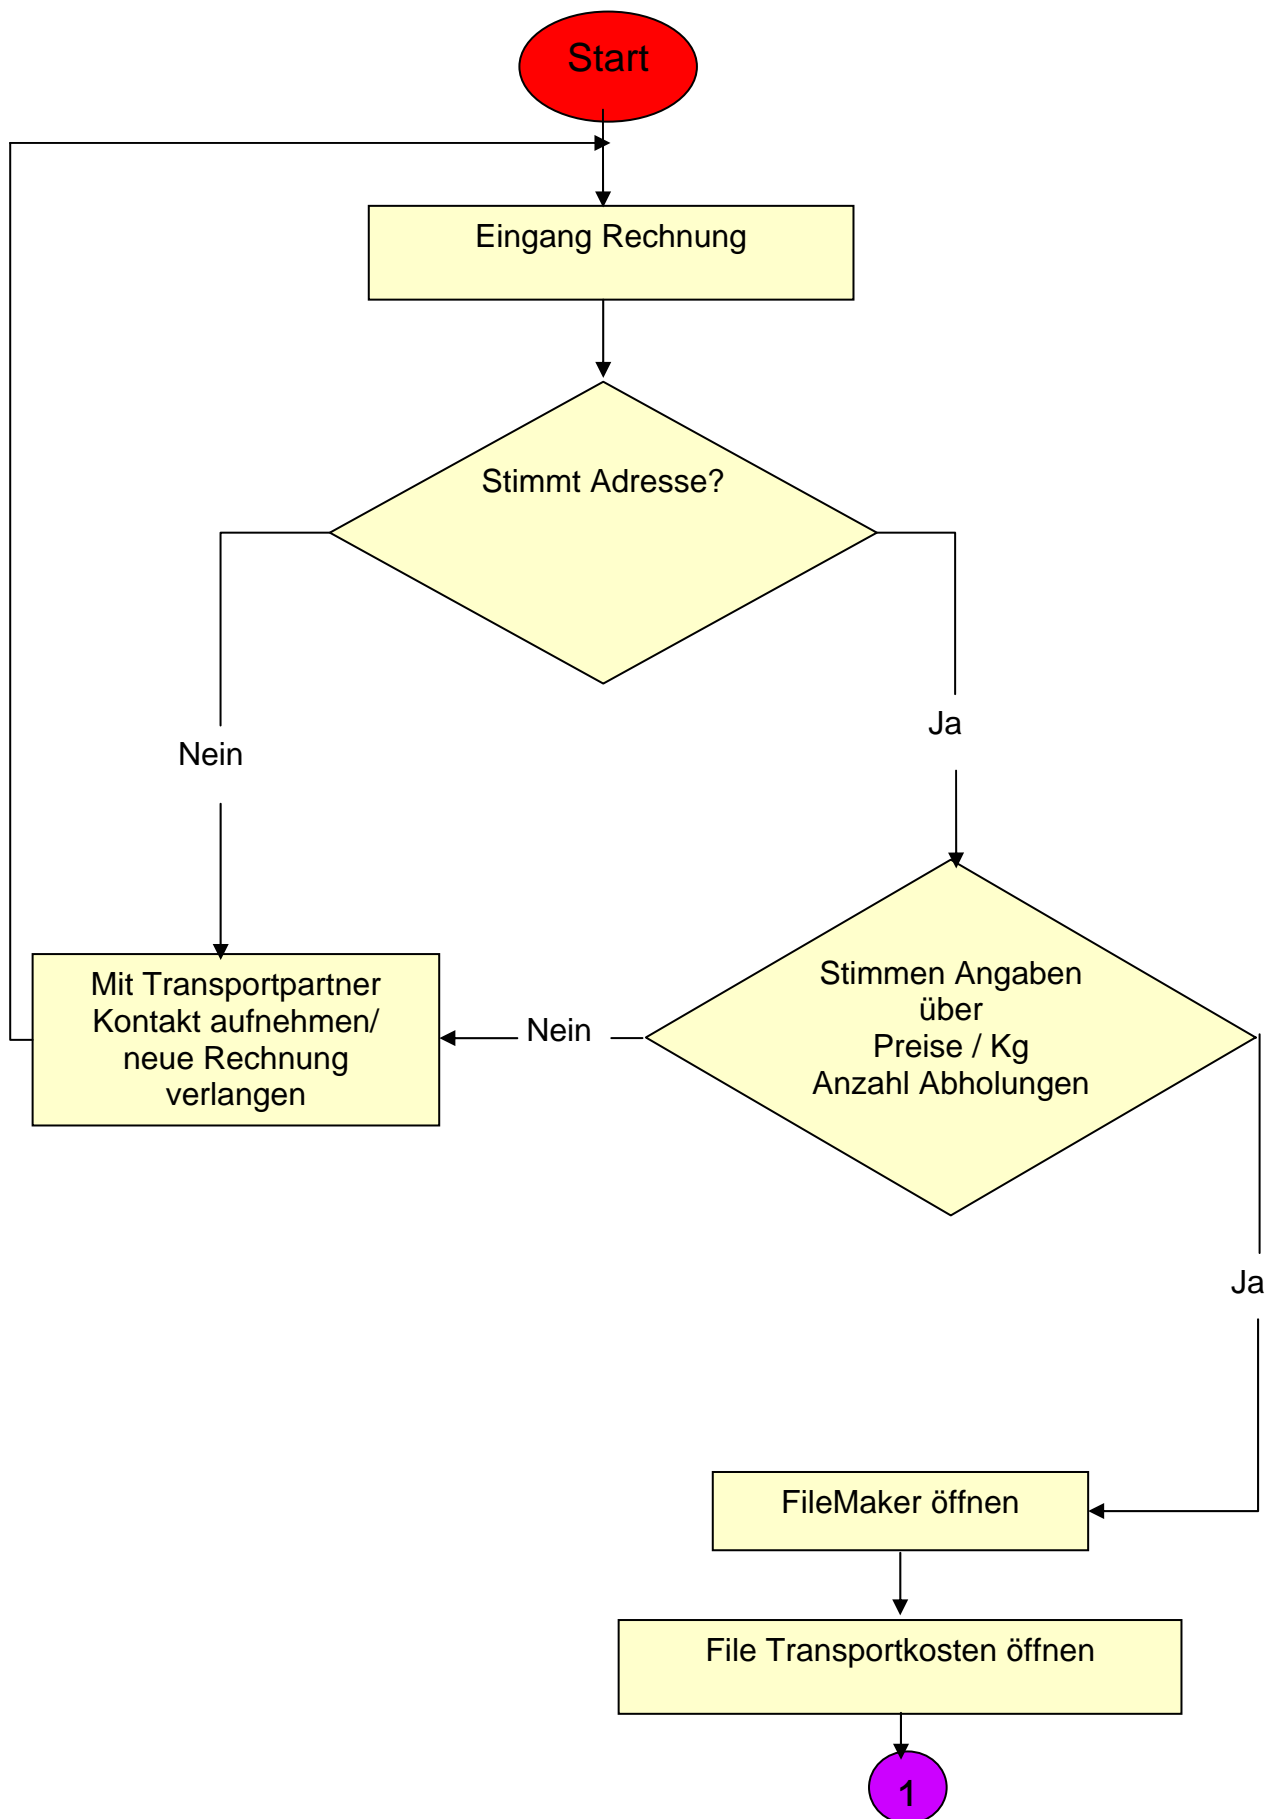 Start
Eingang Rechnung
Stimmt Adresse?
Ja
Nein
Stimmen Angaben
über
Preise / Kg
Anzahl Abholungen
Mit Transportpartner
Kontakt aufnehmen/
neue Rechnung
verlangen
Nein
Ja
FileMaker öffnen
File Transportkosten öffnen
1